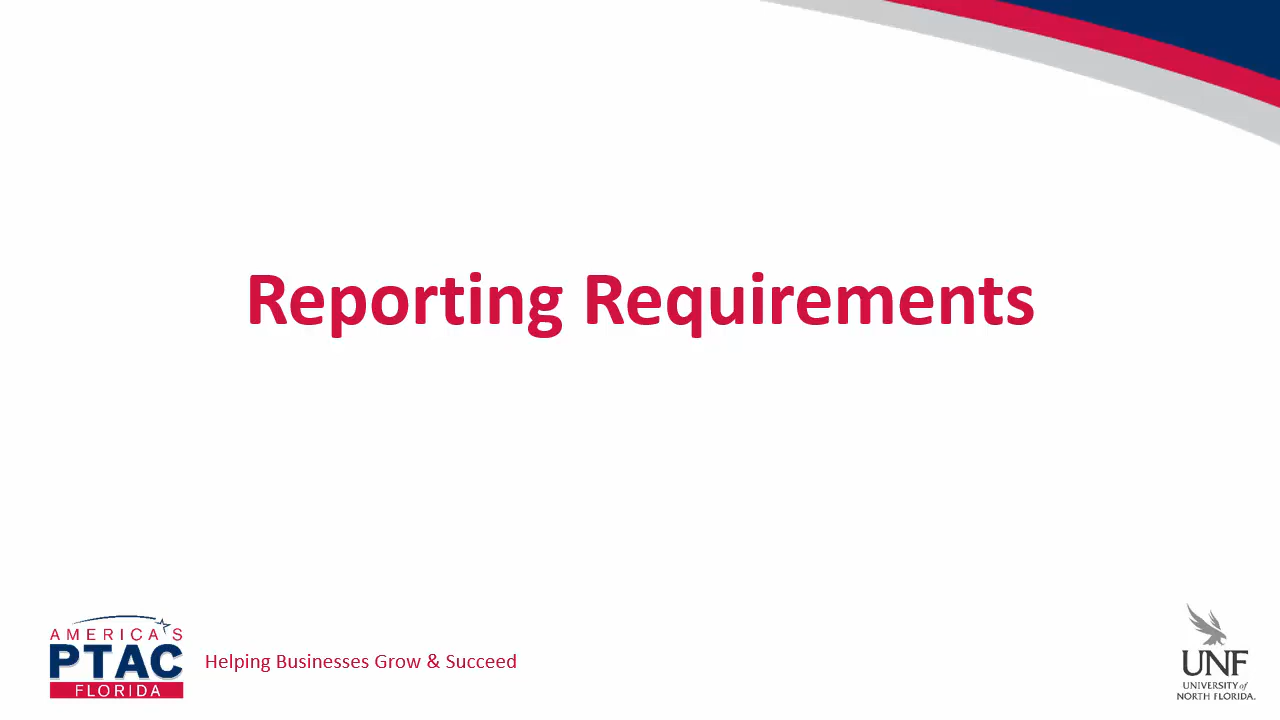 Reporting Requirements
AMERICA'S
PTAC
FLORIDA
Helping Businesses Grow & Succeed
UNF
UNIVERSITY of
NORTH FLORIDA.